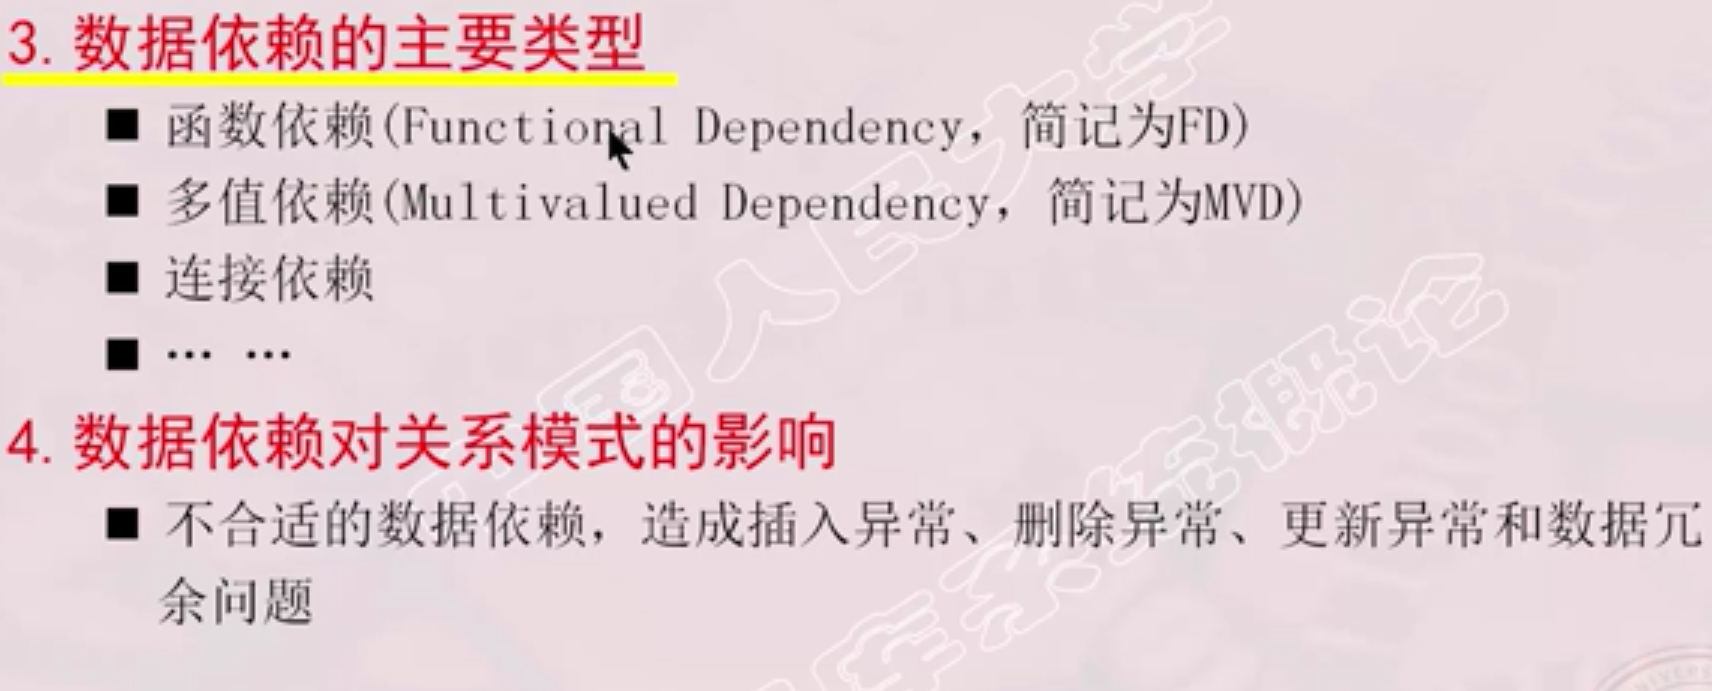 3. 数据依赖的主要类型
■ 函数依赖(Functional Dependency，简记为FD)
■ 多值依赖(Multivalued Dependency，简记为MVD)
■ 连接依赖
■ … …
4. 数据依赖对关系模式的影响
■ 不合适的数据依赖，造成插入异常、删除异常、更新异常和数据冗
余问题
国人民大学
库系统概论